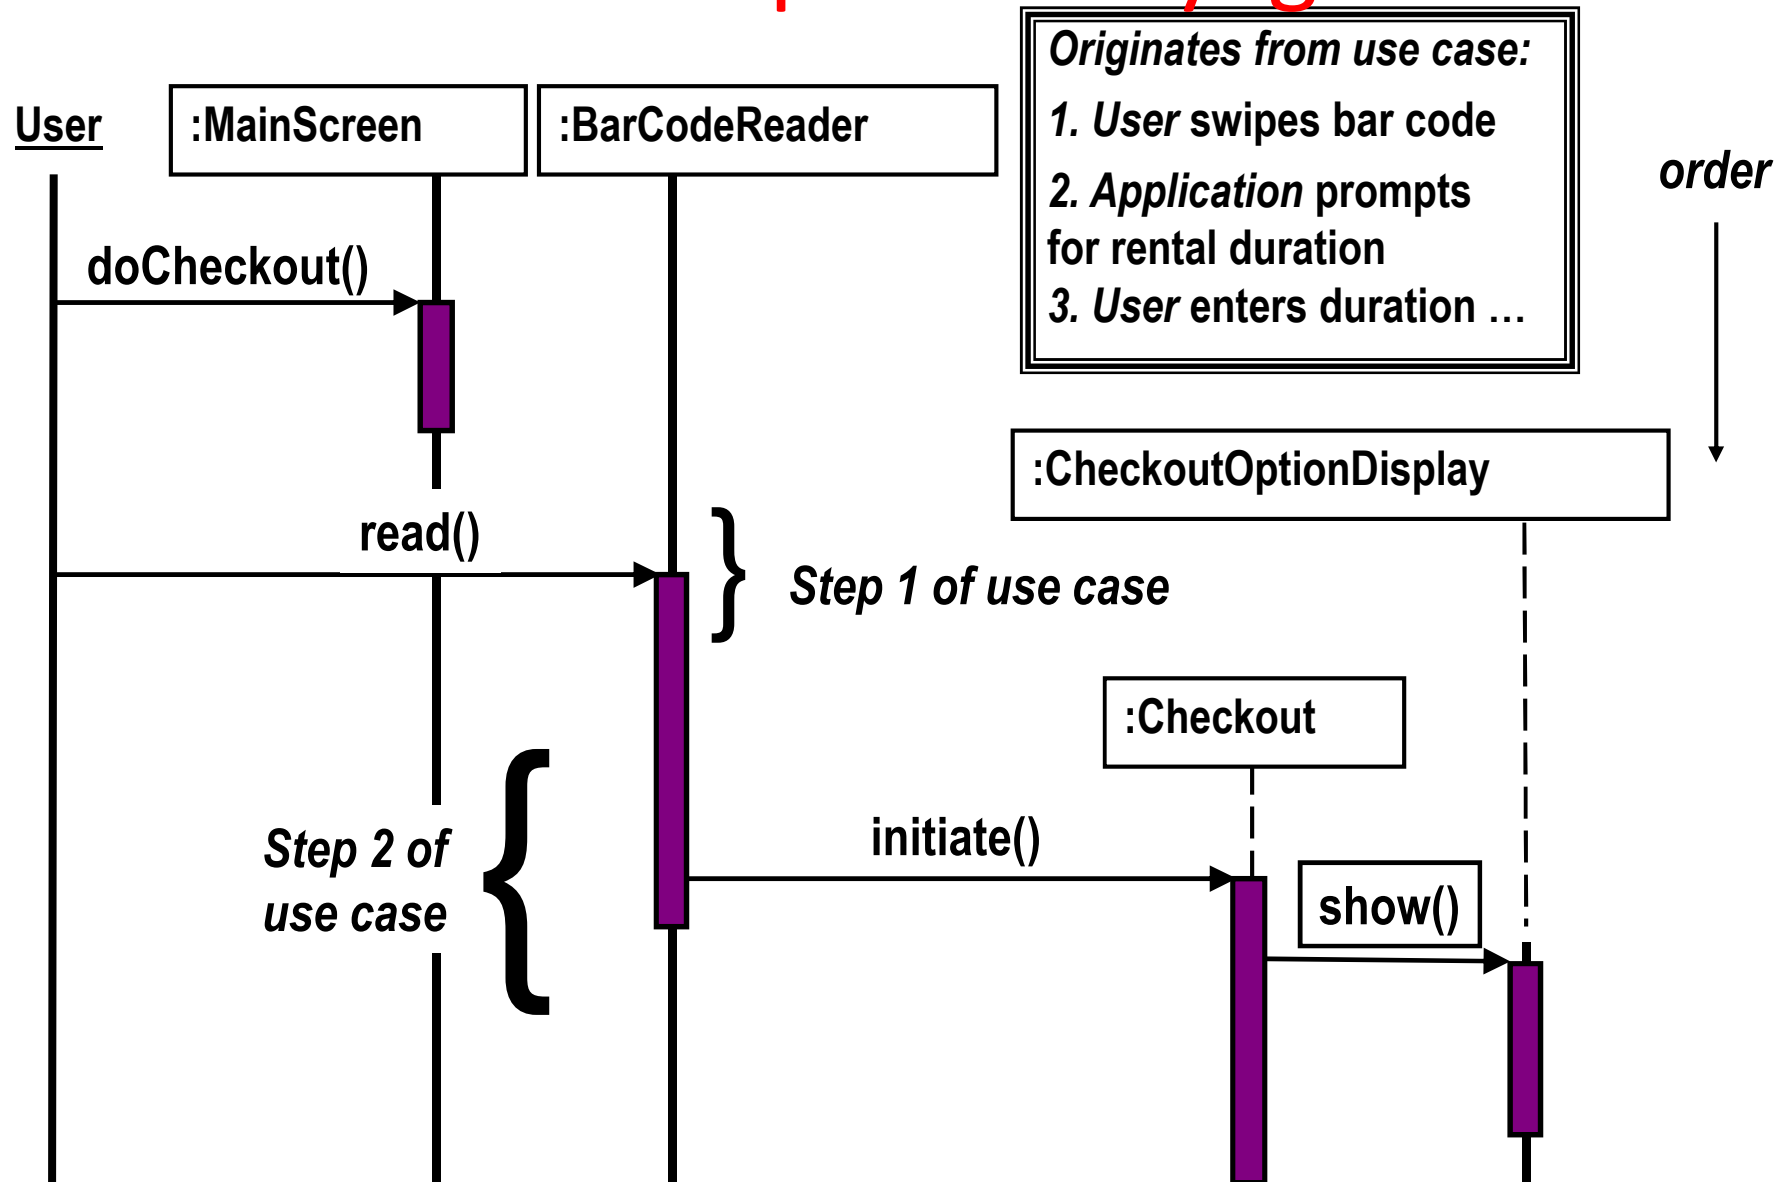 Originates from use case:
1. User swipes bar code
2. Application prompts
for rental duration
3. User enters duration …
User
:MainScreen
:BarCodeReader
order
doCheckout()
:CheckoutOptionDisplay
read()
Step 1 of use case
:Checkout
initiate()
Step 2 of
use case
show()